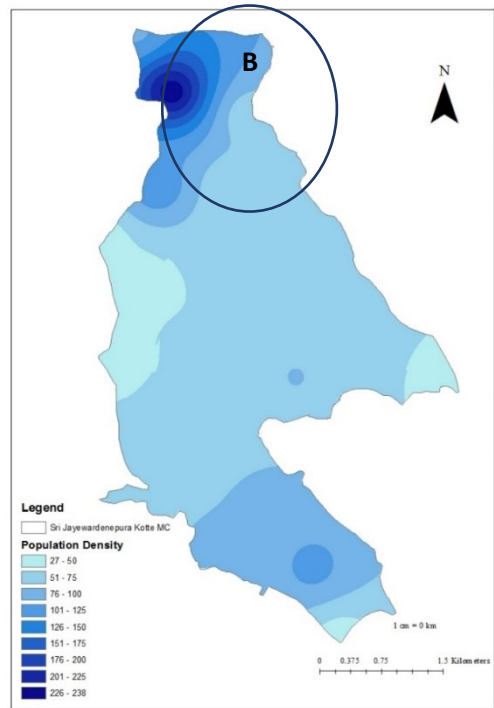 B
N
Legend
Sri Jayewardenepura Kotte MC
Population Density
27 - 50
51 - 75
76 - 100
101 - 125
126 - 150
151 - 175
176 - 200
201 - 225
226 - 238
1 cm = 0 km
0 0.375 0.75 1.5 Kilometers